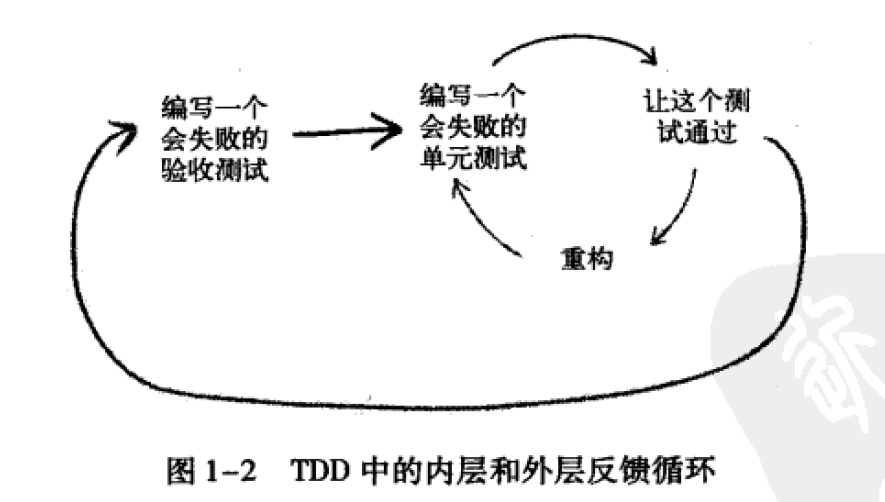 编写一个
会失败的
验收测试
编写一个
会失败的
单元测试
让这个测
试通过
重构
图 1-2 TDD 中的内层和外层反馈循环